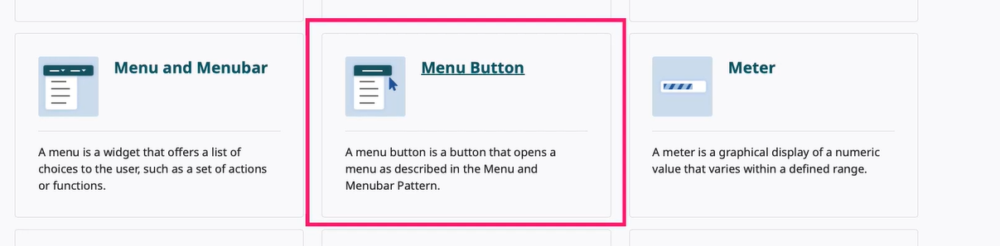 Menu and Menubar
A menu is a widget that offers a list of
choices to the user, such as a set of actions
or functions.
Menu Button
A menu button is a button that opens a
menu as described in the Menu and
Menubar Pattern.
Meter
A meter is a graphical display of a numeric
value that varies within a defined range.